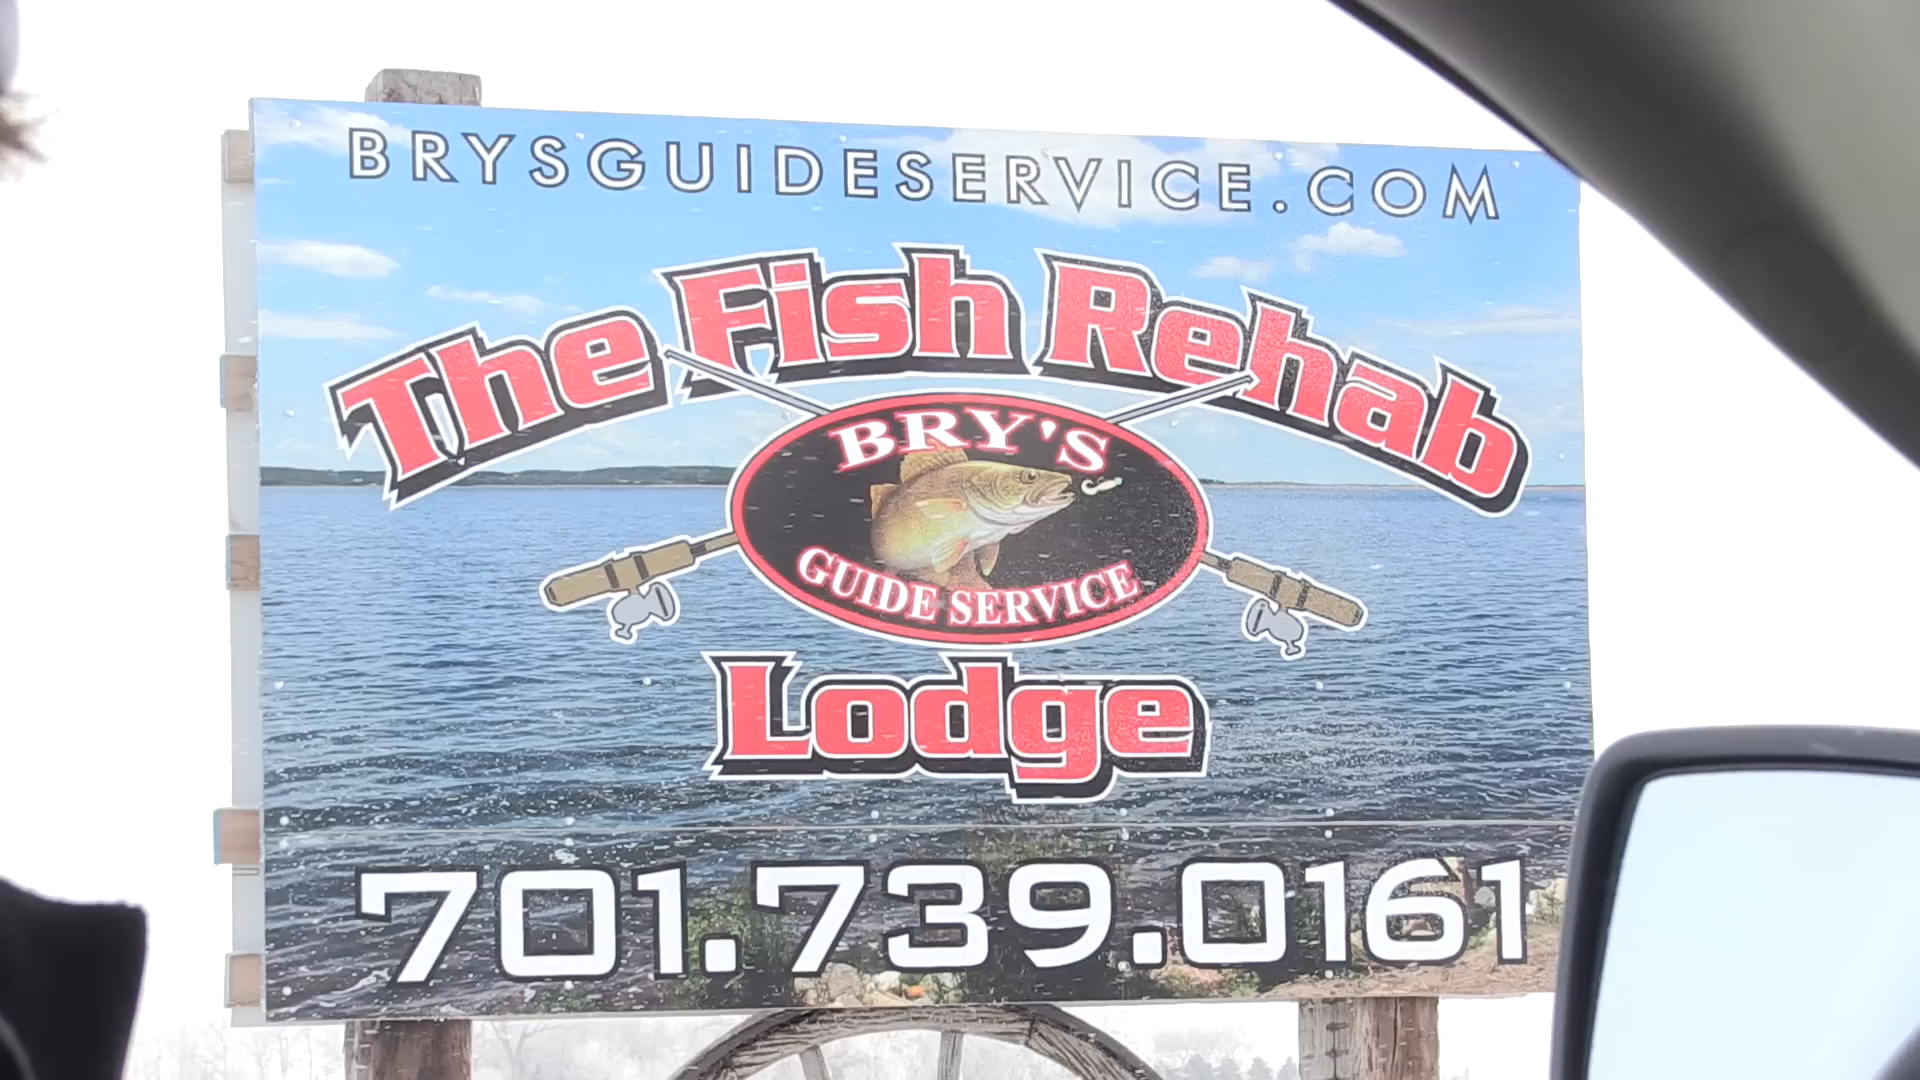 BRYSGUIDESERVICE.COM
The Fish Rehab
BRY'S
GUIDE SERVICE
Lodge
701.739.0161